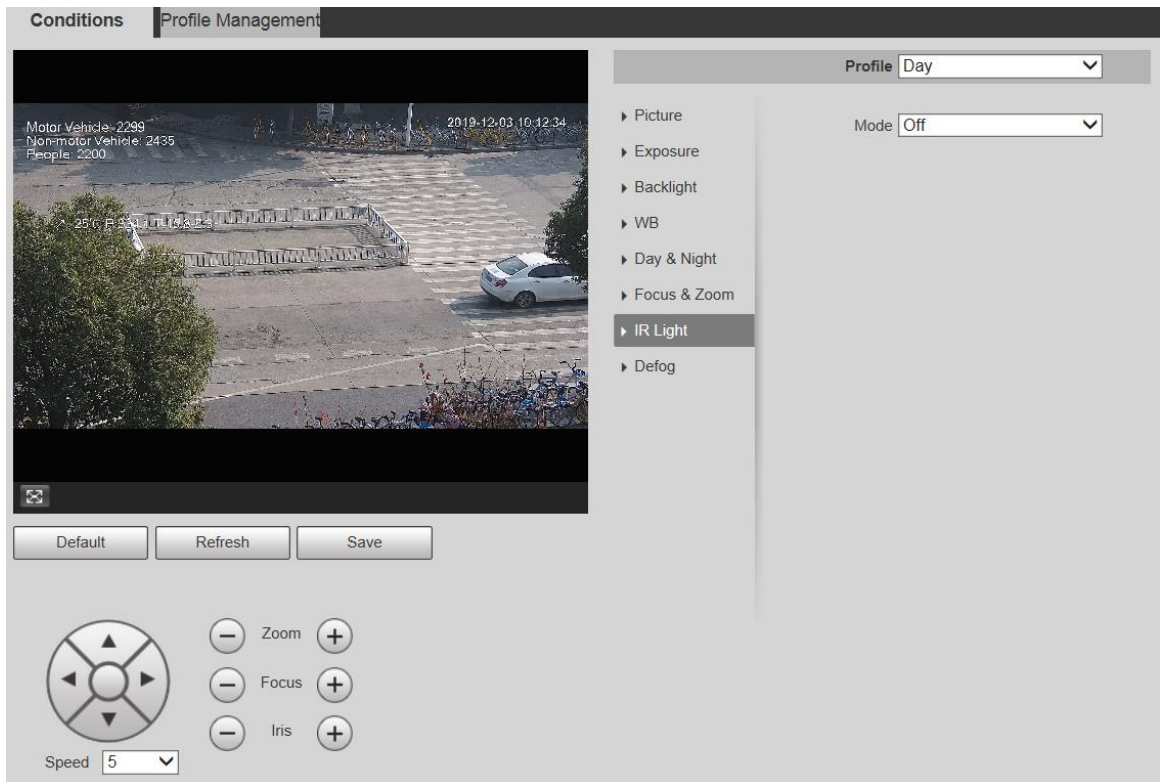 Conditions
Profile Management
Motor Vehicle: 2299
Non-motor Vehicle: 2435
People: 2200
2019-12-03 10:12:34
Profile Day
Picture
Exposure
Backlight
WB
Day & Night
Focus & Zoom
IR Light
Defog
Mode Off
Default
Refresh
Save
Zoom
Focus
Iris
Speed 5